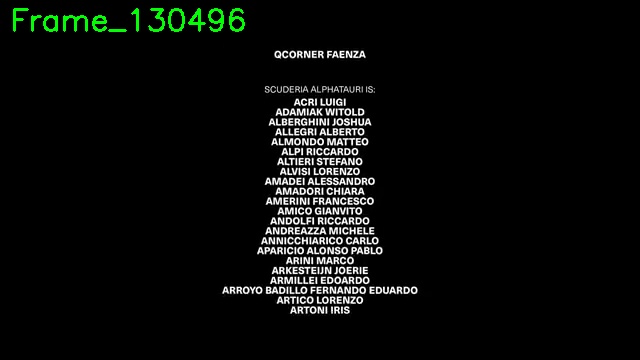 Frame_130496
QCORNER FAENZA
SCUDERIA ALPHATAURI IS:
ACRI LUIGI
ADAMIAK WITOLD
ALBERGHINI JOSHUA
ALLEGRI ALBERTO
ALMONDO MATTEO
ALPI RICCARDO
ALTIERI STEFANO
ALVISI LORENZO
AMADEI ALESSANDRO
AMADORI CHIARA
AMERINI FRANCESCO
AMICO GIANVITO
ANDOLFI RICCARDO
ANDREAZZA MICHELE
ANNICCHIARICO CARLO
APARICIO ALONSO PABLO
ARINI MARCO
ARKESTEIJN JOERIE
ARMILLEI EDOARDO
ARROYO BADILLO FERNANDO EDUARDO
ARTICO LORENZO
ARTONI IRIS